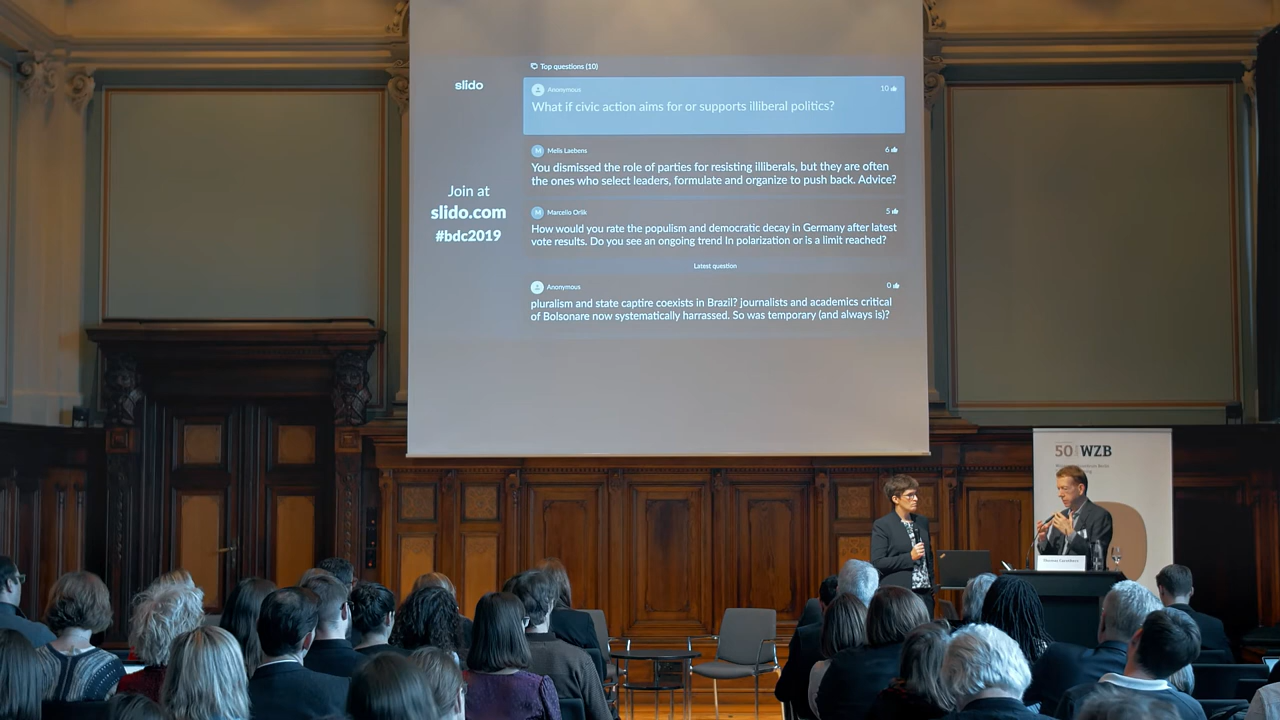 Top questions (10)
slido
Anonymous
10
What if civic action aims for or supports illiberal politics?
Melis Laebens
6
You dismissed the role of parties for resisting illiberals, but they are often
the ones who select leaders, formulate and organize to push back. Advice?
Join at
slido.com
#bdc2019
Marcello Orlik
5
How would you rate the populism and democratic decay in Germany after latest
vote results. Do you see an ongoing trend in polarization or is a limit reached?
Latest question
Anonymous
0
pluralism and state captire coexists in Brazil? Journalists and academics critical
of Bolsonare now systematically harrassed. So was temporary (and always is)?
50 WZB
Thomas Carothers